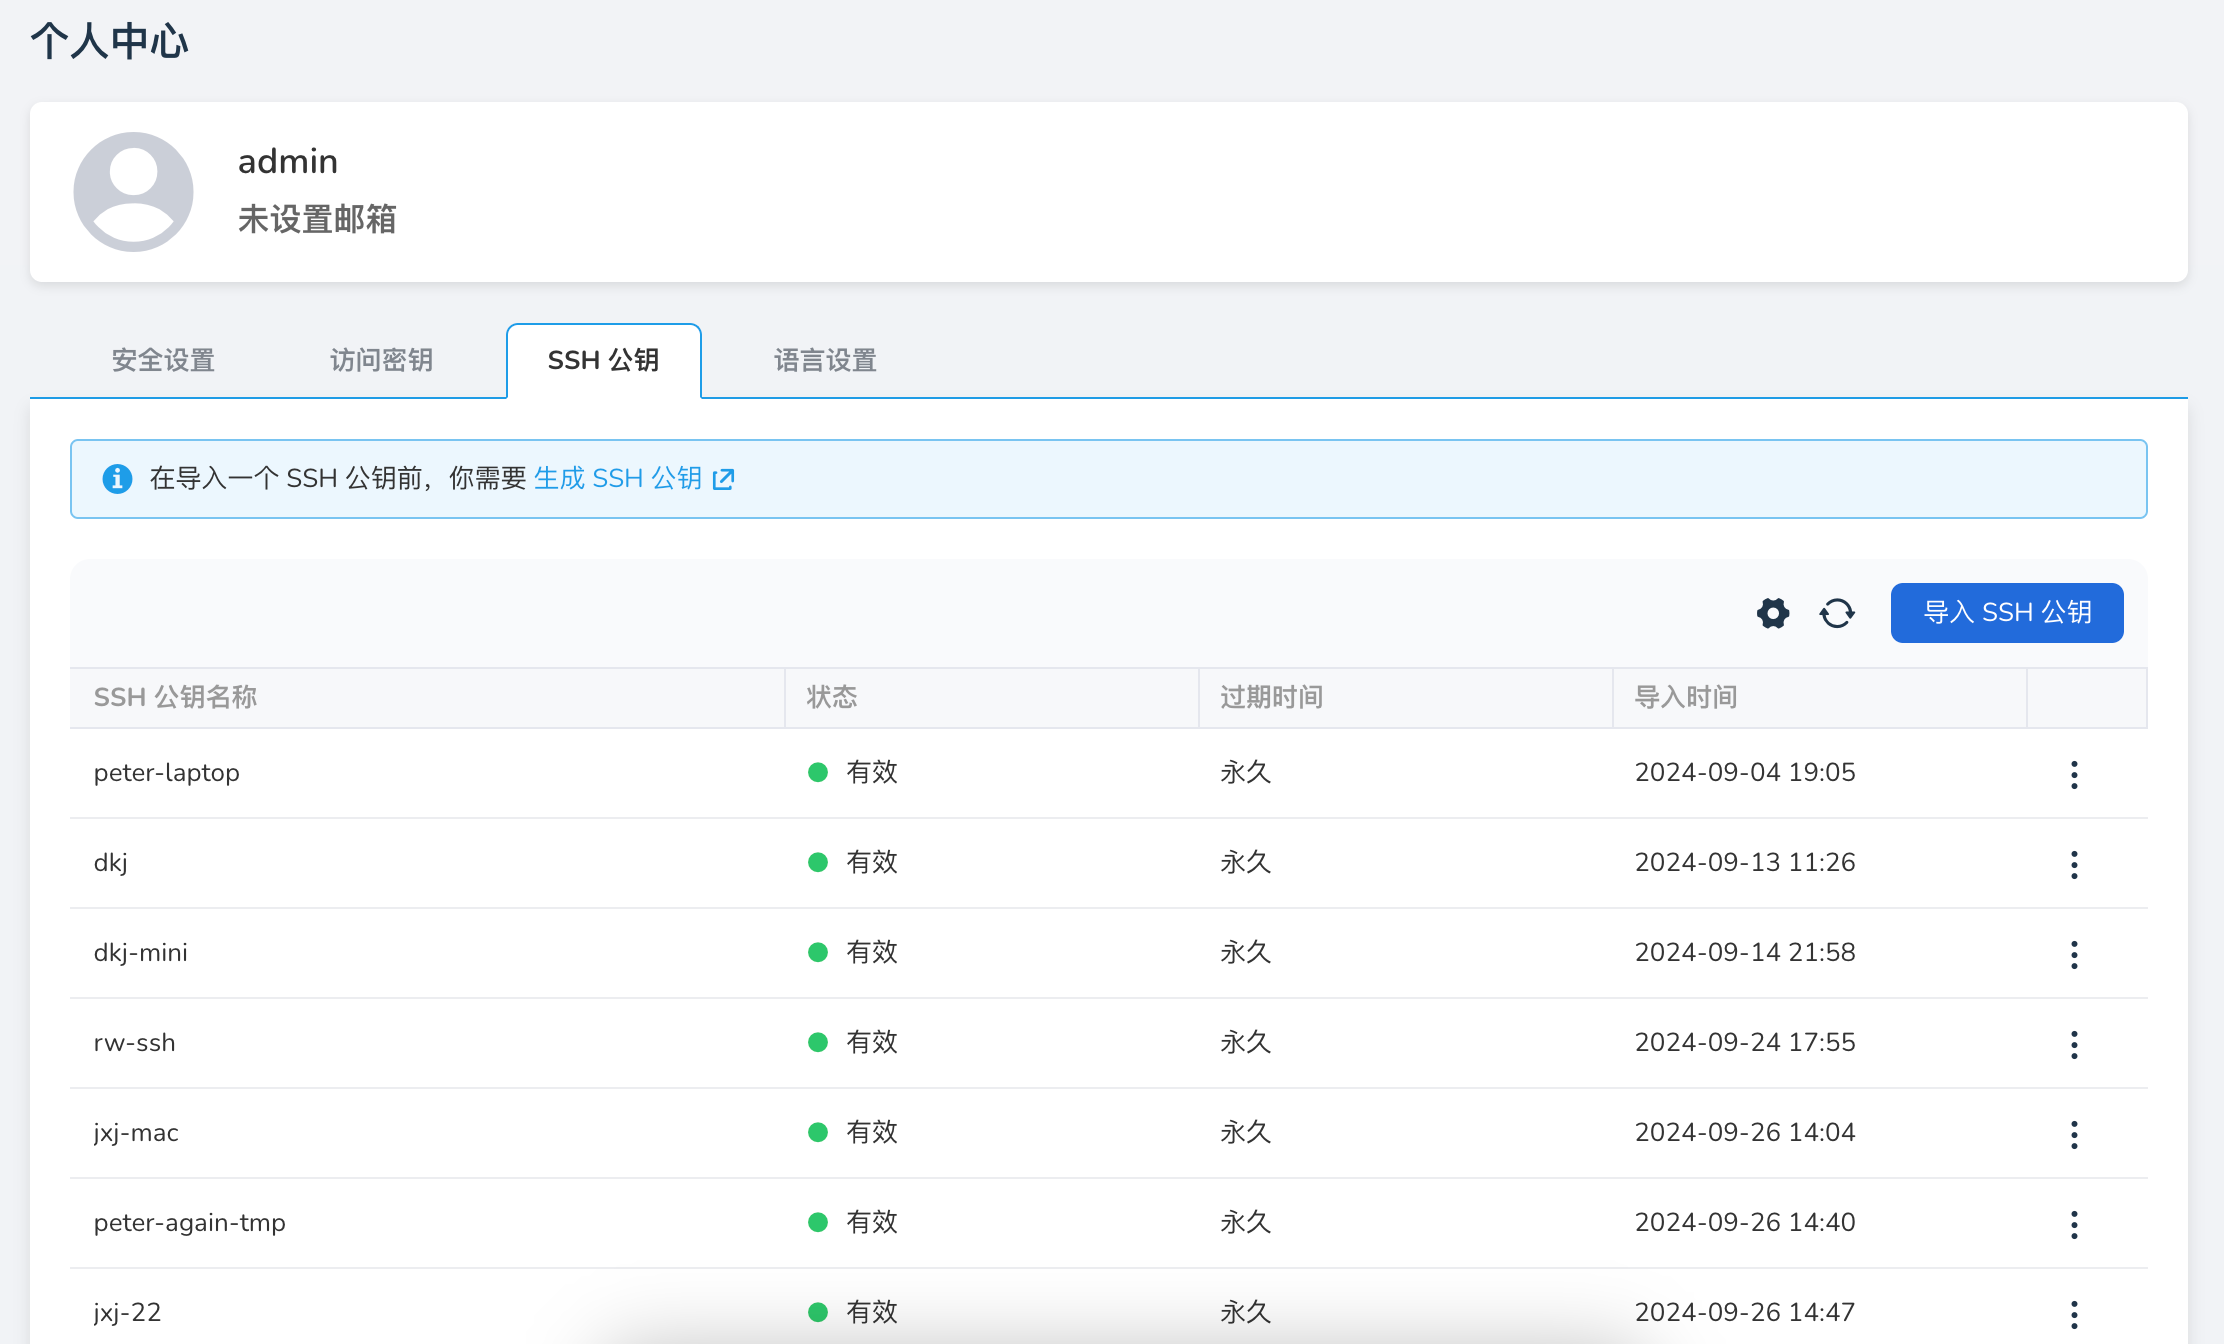 个人中心
admin
未设置邮箱
安全设置 访问密钥 SSH 公钥 语言设置
在导入一个 SSH 公钥前，你需要 生成 SSH 公钥
导入 SSH 公钥
SSH 公钥名称 状态 过期时间 导入时间
peter-laptop 有效 永久 2024-09-04 19:05
dkj 有效 永久 2024-09-13 11:26
dkj-mini 有效 永久 2024-09-14 21:58
rw-ssh 有效 永久 2024-09-24 17:55
jxj-mac 有效 永久 2024-09-26 14:04
peter-again-tmp 有效 永久 2024-09-26 14:40
jxj-22 有效 永久 2024-09-26 14:47